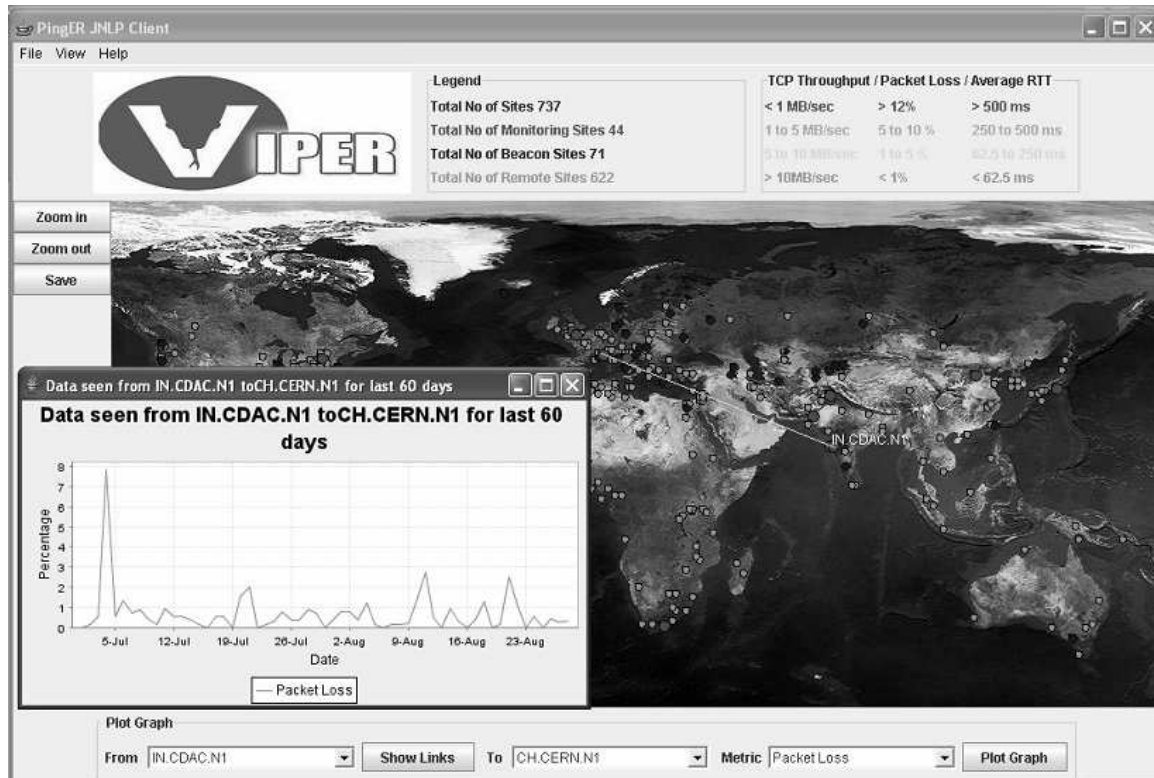 PingER JNLP Client
File View Help
VIPER
Legend
Total No of Sites 737
Total No of Monitoring Sites 44
Total No of Beacon Sites 71
Total No of Remote Sites 622
TCP Throughput / Packet Loss / Average RTT
< 1 MB/sec > 12% > 500 ms
1 to 5 MB/sec 5 to 10 % 250 to 500 ms
5 to 10 MB/sec 1 to 5 % 62.5 to 250 ms
> 10MB/sec < 1% < 62.5 ms
Zoom in
Zoom out
Save
IN.CDAC.N1
Data seen from IN.CDAC.N1 toCH.CERN.N1 for last 60 days
Data seen from IN.CDAC.N1 toCH.CERN.N1 for last 60
days
Percentage
8
7
6
5
4
3
2
1
0
5-Jul 12-Jul 19-Jul 26-Jul 2-Aug 9-Aug 16-Aug 23-Aug
Date
Packet Loss
Plot Graph
From IN.CDAC.N1 Show Links To CH.CERN.N1 Metric Packet Loss Plot Graph